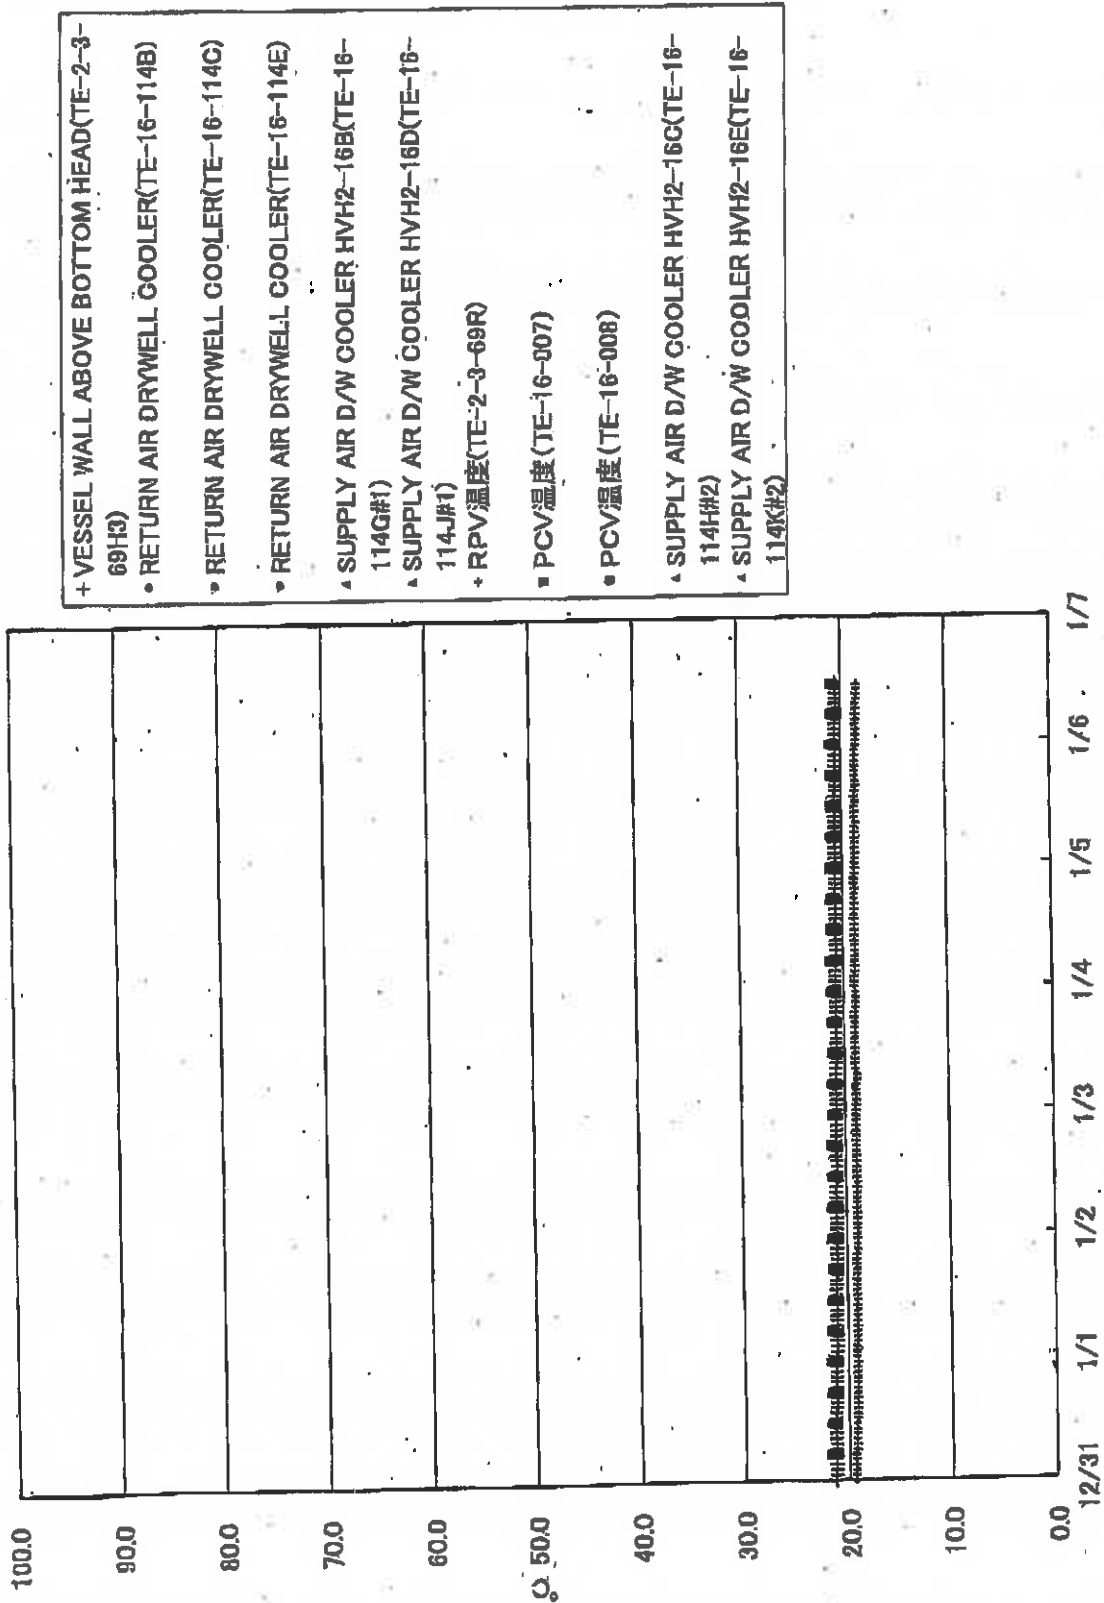 100.0
90.0
80.0
70.0
60.0
℃ 50.0
40.0
30.0
20.0
10.0
0.0
12/31
1/1
1/2
1/3
1/4
1/5
1/6
1/7
+ VESSEL WALL ABOVE BOTTOM HEAD(TE-2-3-
69H3)
● RETURN AIR DRYWELL COOLER(TE-16-114B)
▼ RETURN AIR DRYWELL COOLER(TE-16-114C)
▼ RETURN AIR DRYWELL COOLER(TE-16-114E)
▲ SUPPLY AIR D/W COOLER HVH2-16B(TE-16-
114G#1)
▲ SUPPLY AIR D/W COOLER HVH2-16D(TE-16-
114J#1)
+ RPV温度(TE-2-3-69R)
■ PCV温度(TE-16-007)
● PCV温度(TE-16-008)
▲ SUPPLY AIR D/W COOLER HVH2-16C(TE-16-
114H#2)
▲ SUPPLY AIR D/W COOLER HVH2-16E(TE-16-
114K#2)